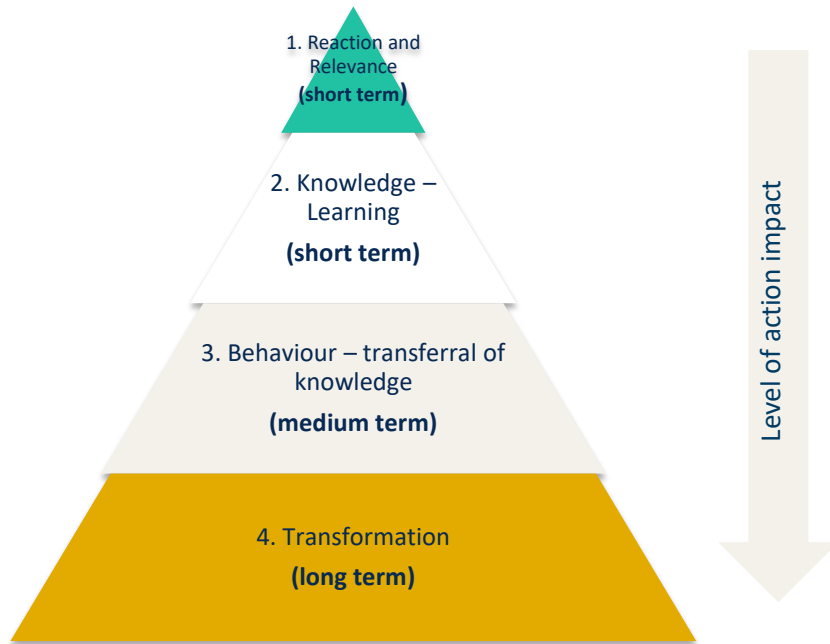 1. Reaction and
Relevance
(short term)
2. Knowledge –
Learning
(short term)
3. Behaviour – transferral of
knowledge
(medium term)
4. Transformation
(long term)
Level of action impact